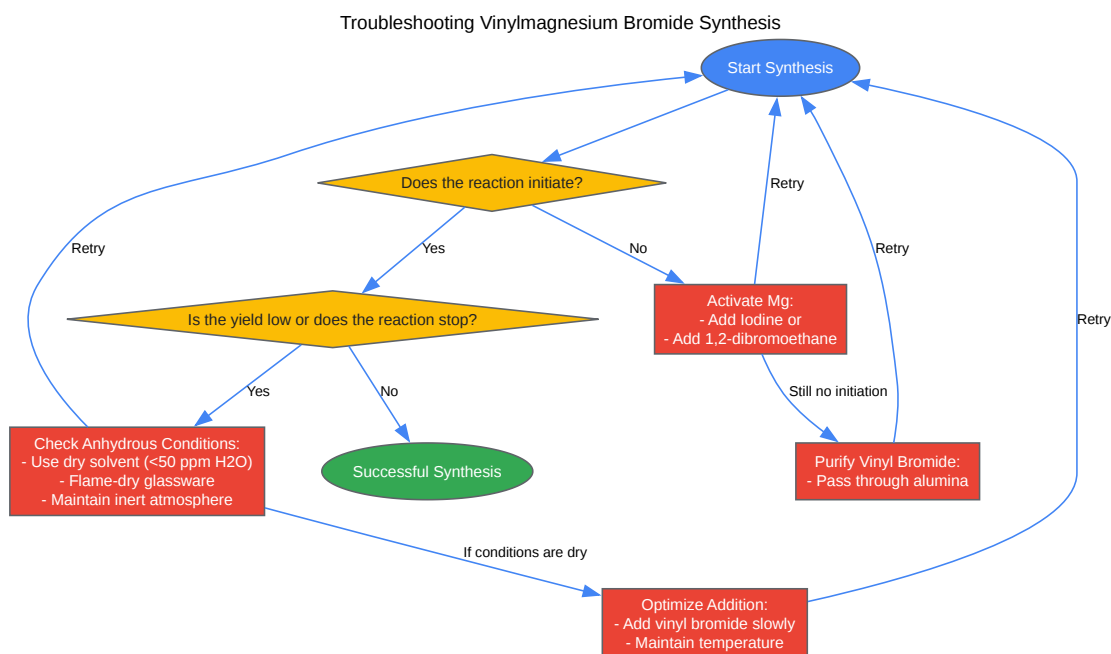 Troubleshooting Vinylmagnesium Bromide Synthesis
Start Synthesis
Does the reaction initiate?
Retry
Retry
Yes
No
Retry
Activate Mg:
- Add Iodine or
- Add 1,2-dibromoethane
Is the yield low or does the reaction stop?
Retry
Yes
No
Still no initiation
Check Anhydrous Conditions:
- Use dry solvent (<50 ppm H2O)
- Flame-dry glassware
- Maintain inert atmosphere
Successful Synthesis
Purify Vinyl Bromide:
- Pass through alumina
If conditions are dry
Optimize Addition:
- Add vinyl bromide slowly
- Maintain temperature